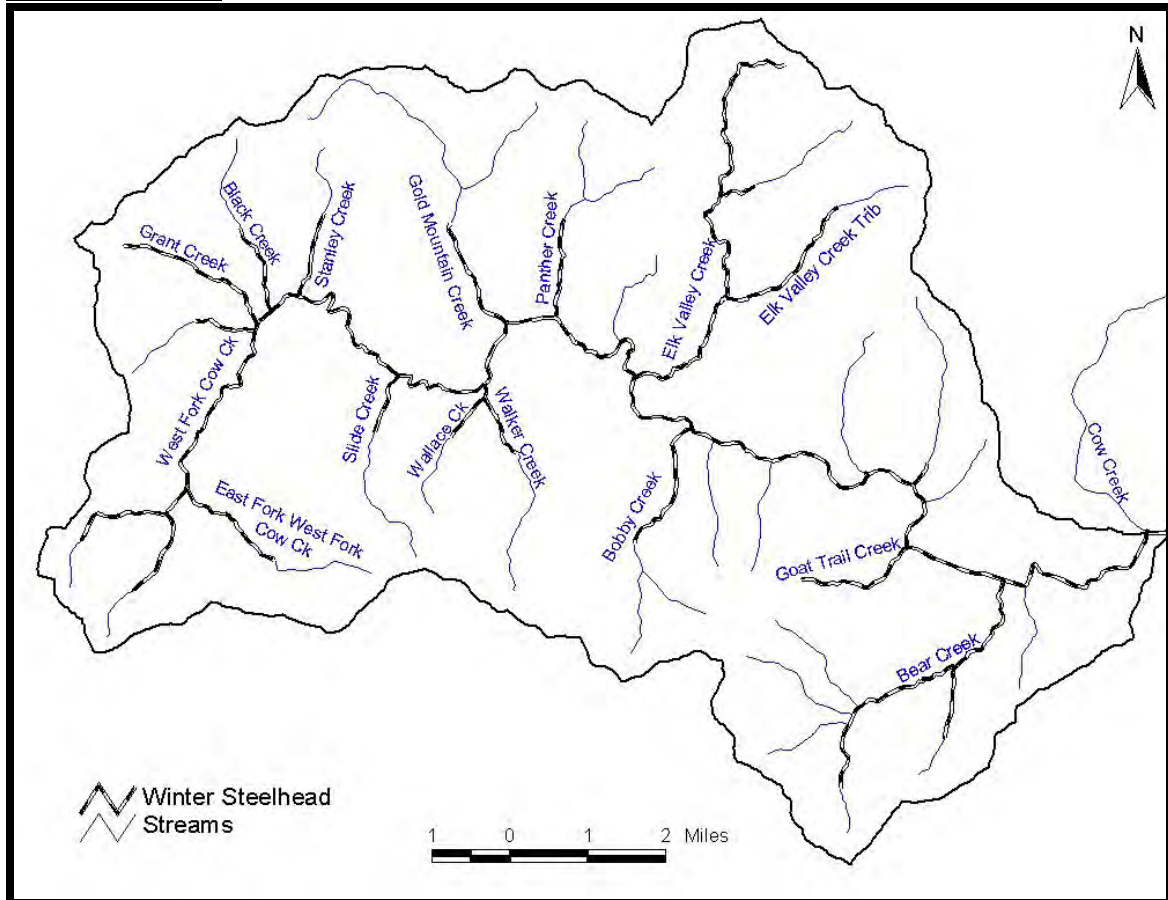 N
Black Creek
Stanley Creek
Grant Creek
Gold Mountain Creek
Panther Creek
Elk Valley Creek
Elk Valley Creek Trib
West Fork Cow Ck
Slide Creek
Wallace Ck
Walker Creek
Cow Creek
East Fork West Fork
Cow Ck
Bobby Creek
Goat Trail Creek
Bear Creek
Winter Steelhead
Streams
1 0 1 2 Miles